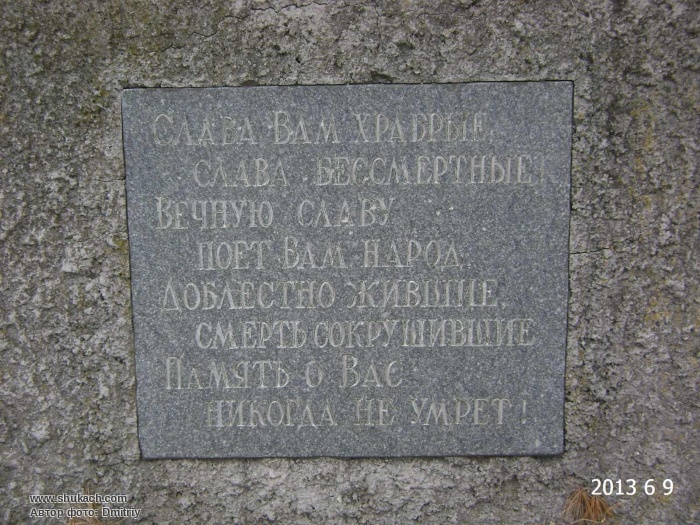 Слава Вам храбрые,
слава бессмертные!
Вечную славу
поет Вам народ.
Доблестно жившие,
смерть сокрушившие
Память о Вас
никогда не умрет!
www.shukach.com
Автор фото: Dmitriy
2013 6 9